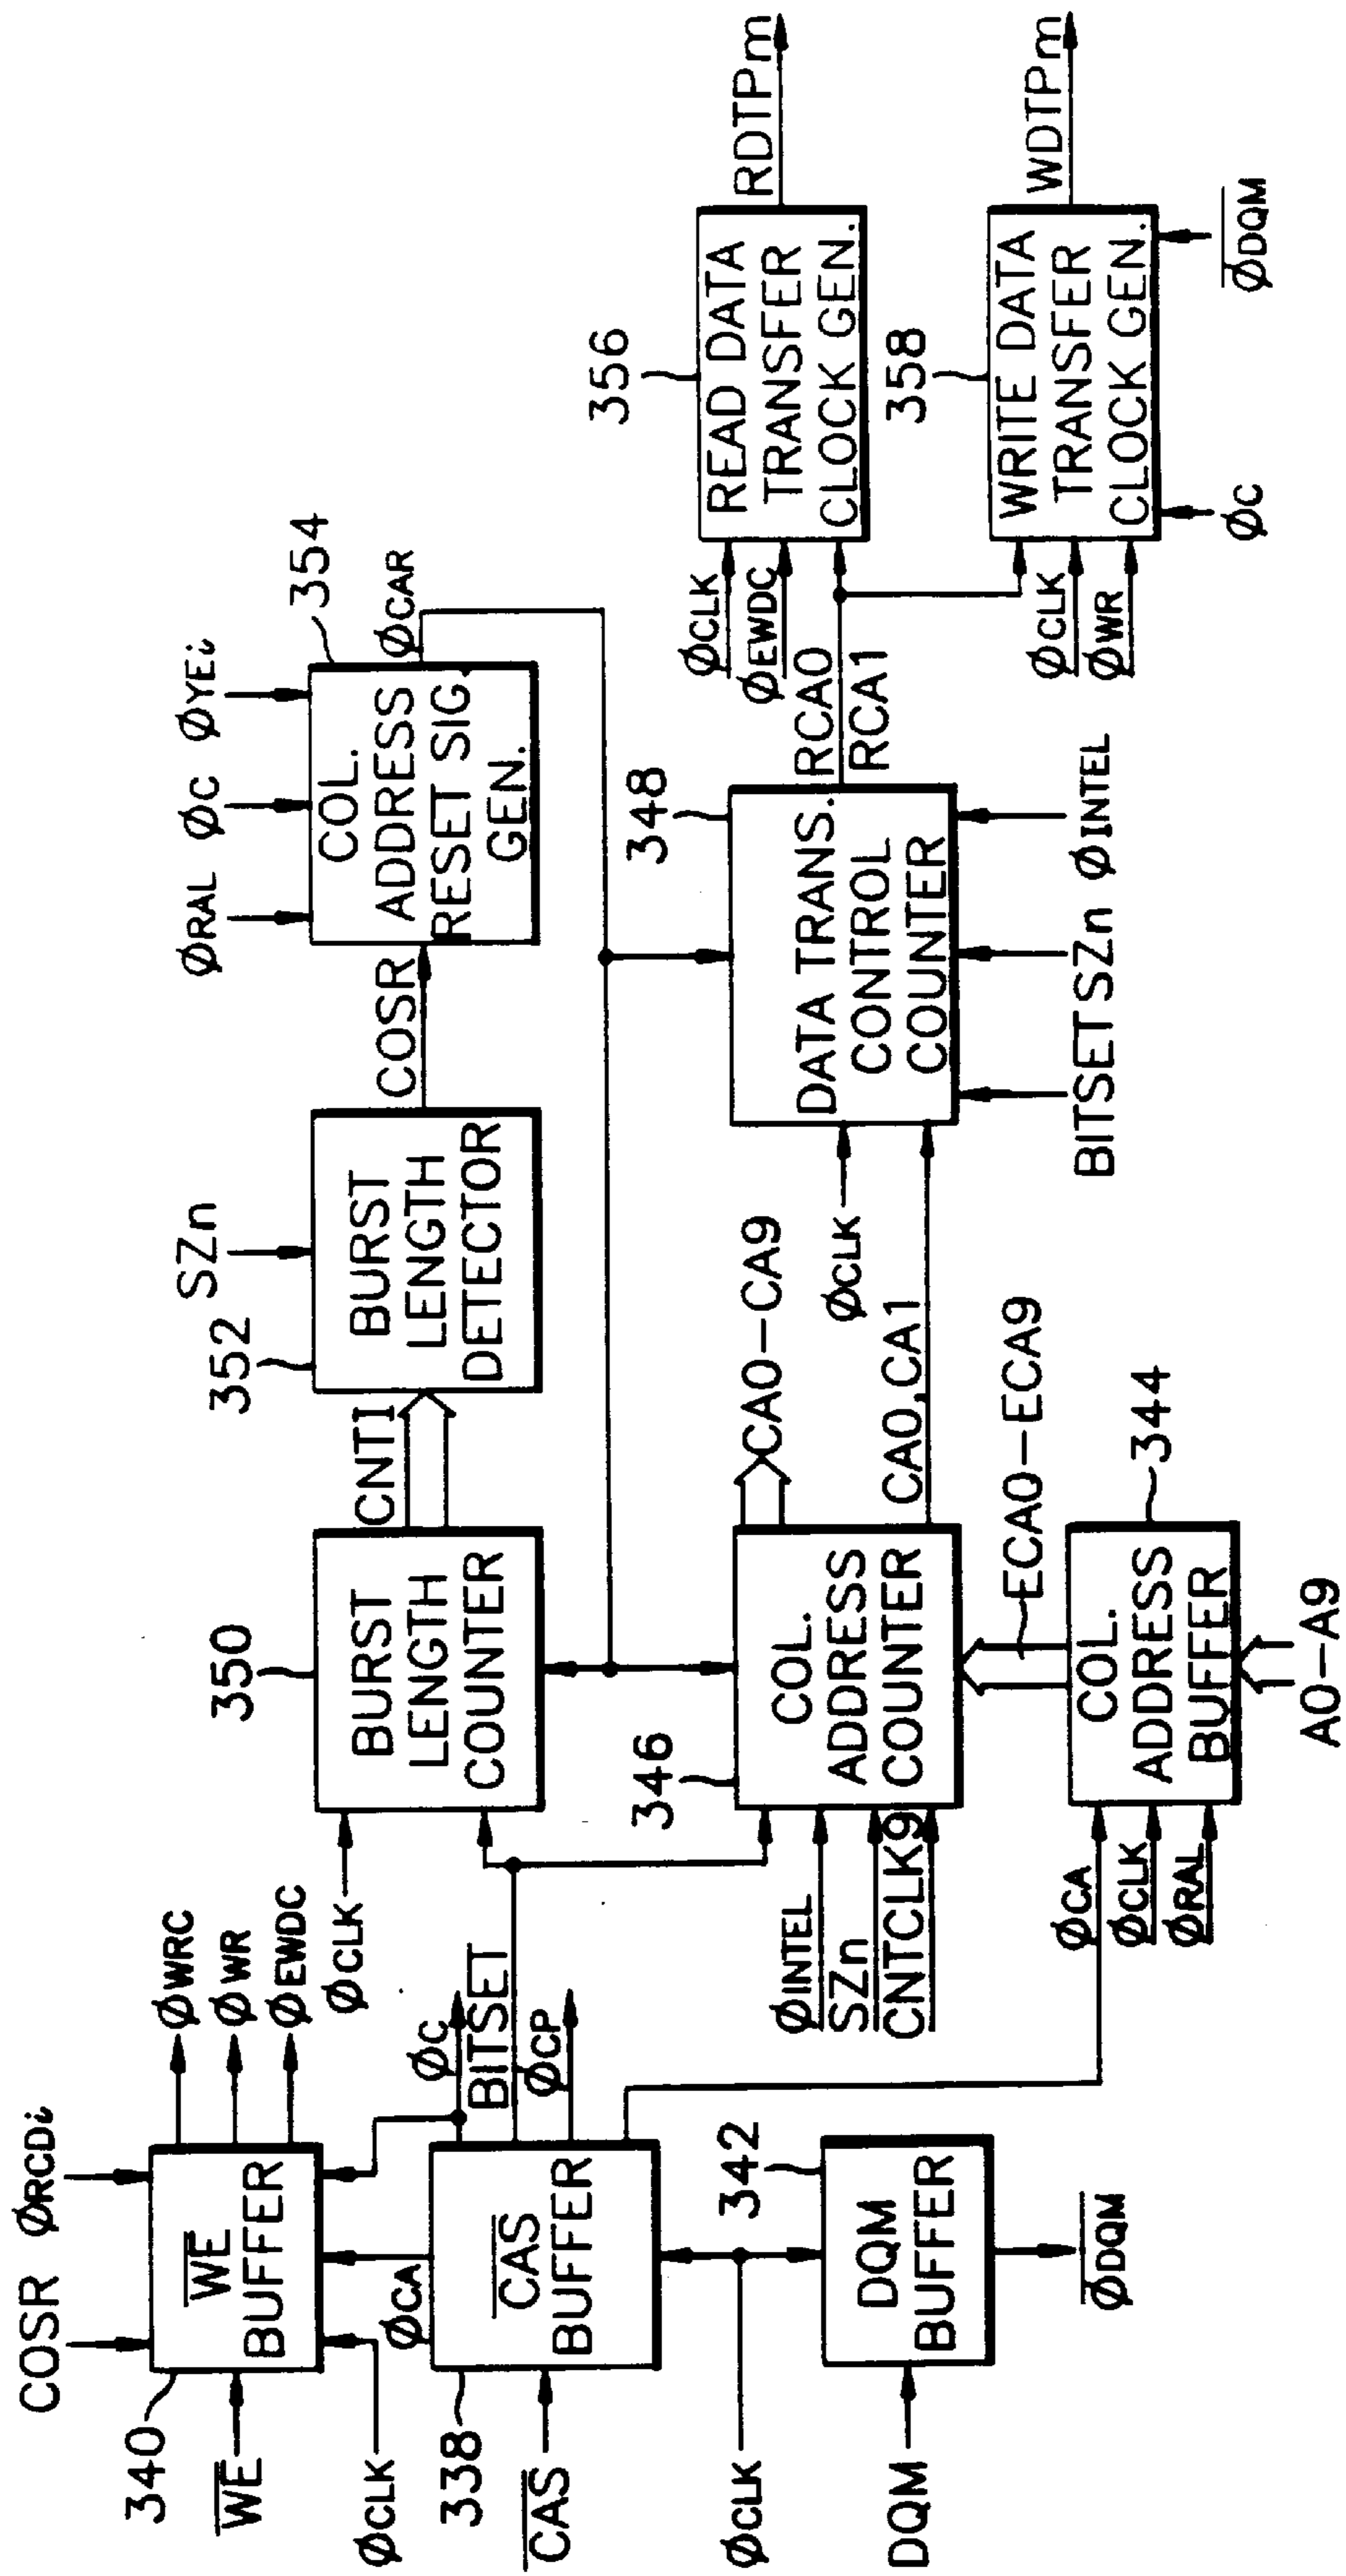 COSR
øRCDi
340
WE
BUFFER
WE
øCLK
øWRC
øWR
øEWDC
øCA
338
CAS
BUFFER
CAS
øC
BITSET
øCP
øCLK
342
DQM
BUFFER
DQM
øDQM
350
BURST
LENGTH
COUNTER
øCLK
CNTI
352
SZn
BURST
LENGTH
DETECTOR
COSR
354
øRAL
øC
øYEi
COL.
ADDRESS
RESET SIG.
GEN.
øCAR
346
COL.
ADDRESS
COUNTER
øINTEL
SZn
CNTCLK9
CA0-CA9
CA0,CA1
ECA0-ECA9
344
COL.
ADDRESS
BUFFER
øCA
øCLK
øRAL
A0-A9
348
DATA TRANS.
CONTROL
COUNTER
øCLK
BITSET
SZn
øINTEL
RCA0
RCA1
356
READ DATA
TRANSFER
CLOCK GEN.
øCLK
øEWDC
RDTPm
358
WRITE DATA
TRANSFER
CLOCK GEN.
øCLK
øWR
øC
øDQM
WDTPm